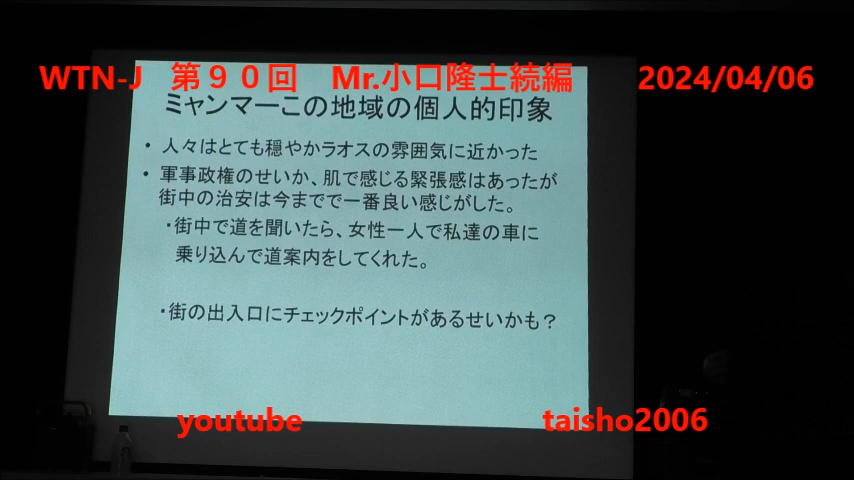 WTN-J 第９０回 Mr.小口隆士続編 2024/04/06
ミャンマーこの地域の個人的印象
• 人々はとても穏やかラオスの雰囲気に近かった
• 軍事政権のせいか、肌で感じる緊張感はあったが
街中の治安は今までで一番良い感じがした。
・街中で道を聞いたら、女性一人で私達の車に
乗り込んで道案内をしてくれた。
・街の出入口にチェックポイントがあるせいかも？
youtube taisho2006